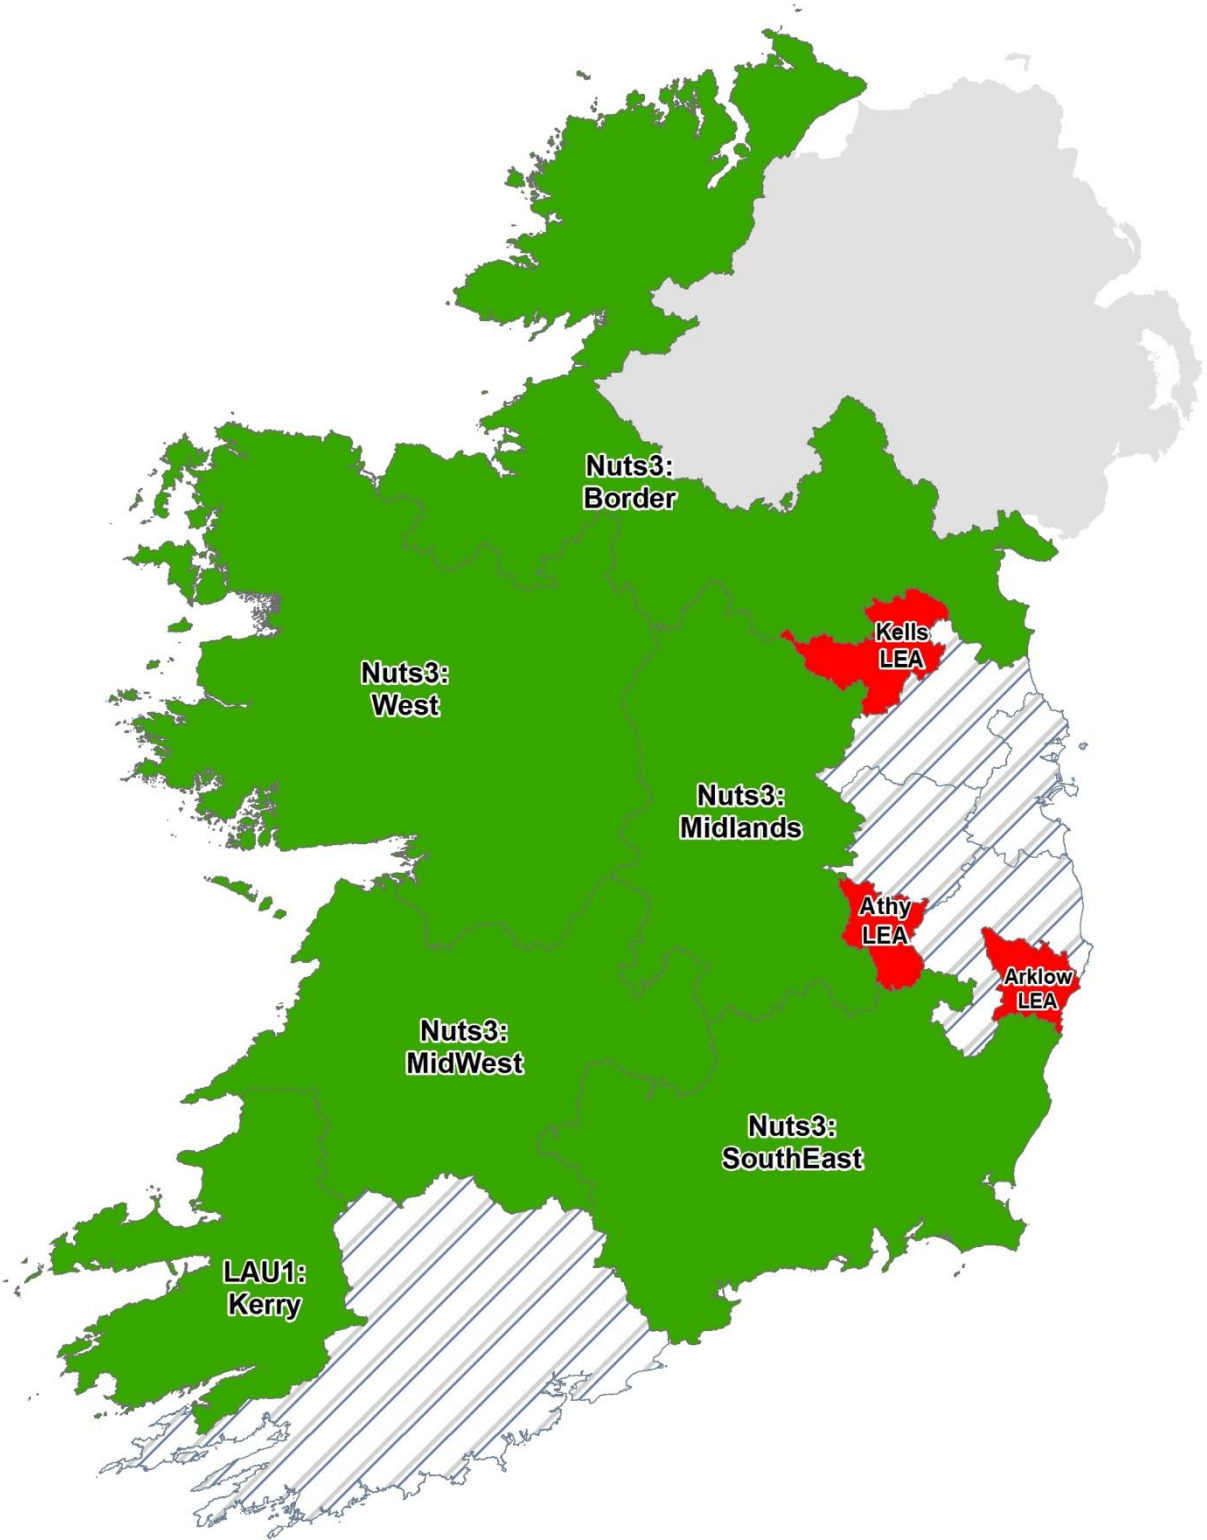 Nuts3:
Border
Kells
LEA
Nuts3:
West
Nuts3:
Midlands
Athy
LEA
Arklow
LEA
Nuts3:
MidWest
Nuts3:
SouthEast
LAU1:
Kerry